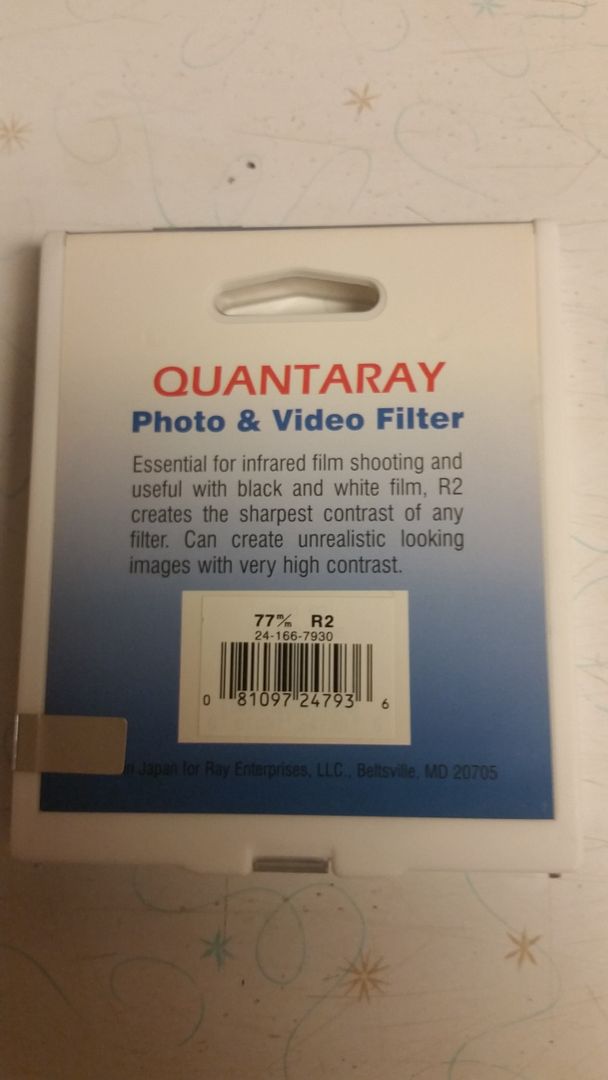 QUANTARAY
Photo & Video Filter
Essential for infrared film shooting and
useful with black and white film, R2
creates the sharpest contrast of any
filter. Can create unrealistic looking
images with very high contrast.
77m/m R2
24-166-7930
0 81097 24793 6
in Japan for Ray Enterprises, LLC., Beltsville, MD 20705